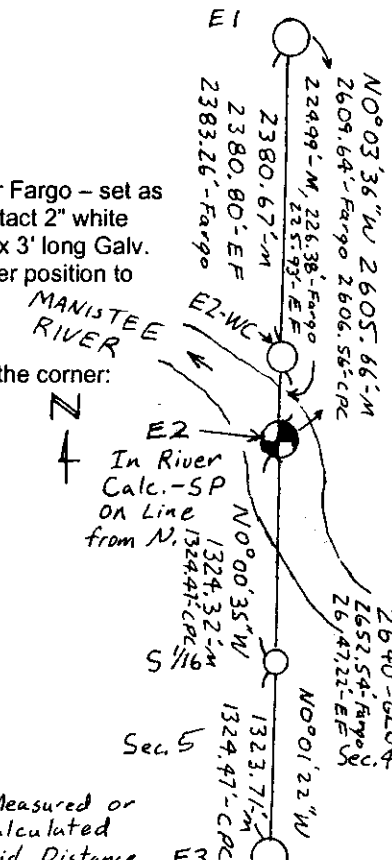 E1
N0°03'36"W 2605.66'-M
2609.64'-Fargo 2606.56'-CPC
224.99'-M, 226.38'-Fargo
225.93'-EF
2380.67'-M
2380.80'-EF
2383.26'-Fargo
r Fargo – set as
tact 2" white
x 3' long Galv.
er position to
MANISTEE
RIVER
E2-WC
the corner:
N
E2
In River
Calc.-SP
on Line
from N.
N0°00'35"W
1324.32'-M
1324.47'-CPC
2640'-GLO
2652.54'-Fargo
2647.22'-EF
Sec. 4
S 1/16
Sec. 5
N0°01'22"W
1323.71'-M
1324.47'-CPC
Measured or
alculated
id Distance
E3